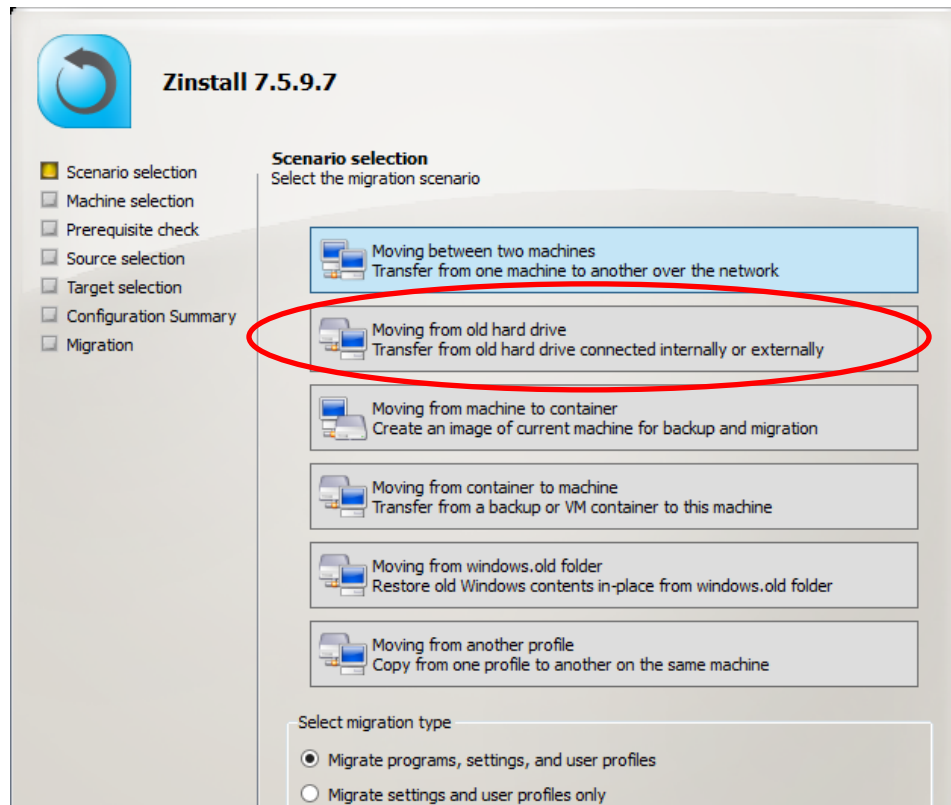 Zinstall 7.5.9.7
Scenario selection
Machine selection
Prerequisite check
Source selection
Target selection
Configuration Summary
Migration
Scenario selection
Select the migration scenario
Moving between two machines
Transfer from one machine to another over the network
Moving from old hard drive
Transfer from old hard drive connected internally or externally
Moving from machine to container
Create an image of current machine for backup and migration
Moving from container to machine
Transfer from a backup or VM container to this machine
Moving from windows.old folder
Restore old Windows contents in-place from windows.old folder
Moving from another profile
Copy from one profile to another on the same machine
Select migration type
Migrate programs, settings, and user profiles
Migrate settings and user profiles only